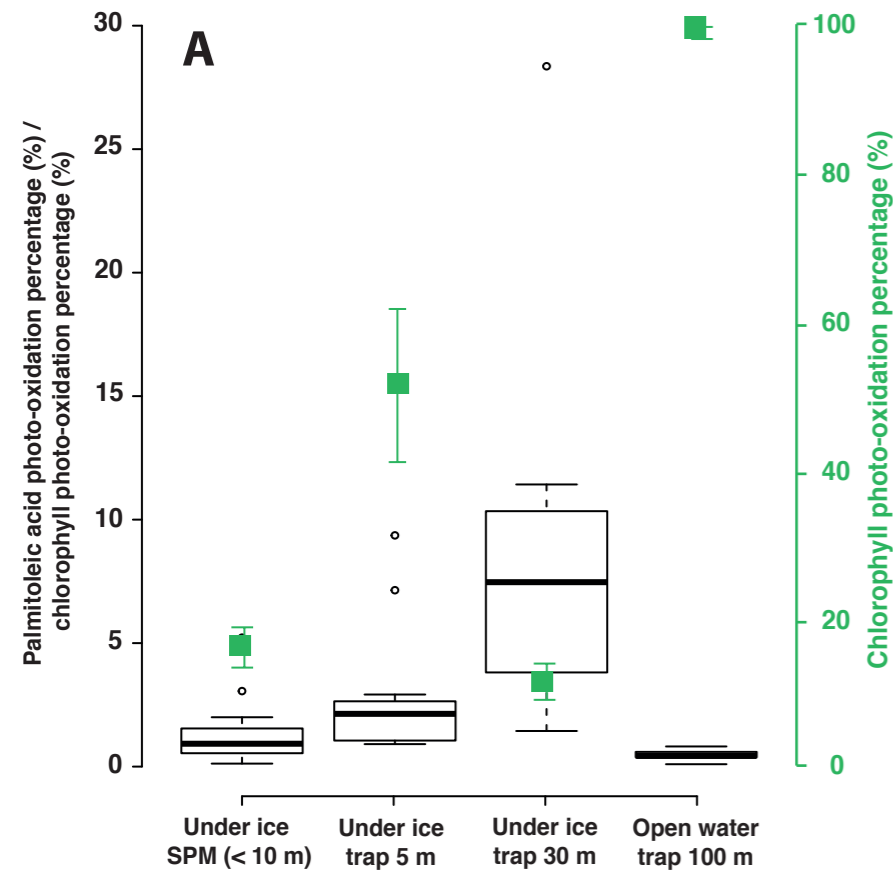 A
Palmitoleic acid photo-oxidation percentage (%) /
chlorophyll photo-oxidation percentage (%)
30
25
20
15
10
5
0
100
80
60
40
20
0
Chlorophyll photo-oxidation percentage (%)
Under ice
SPM (< 10 m)
Under ice
trap 5 m
Under ice
trap 30 m
Open water
trap 100 m